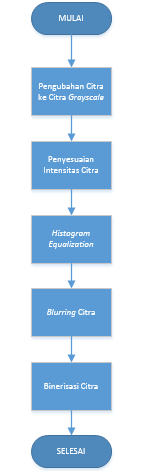 MULAI
Pengubahan Citra
ke Citra Grayscale
Penyesuaian
Intensitas Citra
Histogram
Equalization
Blurring Citra
Binerisasi Citra
SELESAI